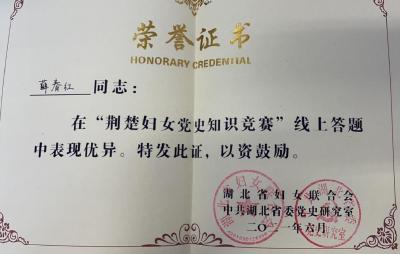 荣誉证书
HONORARY CREDENTIAL
薛春红 同志：
在“荆楚妇女党史知识竞赛”线上答题
中表现优异。特发此证，以资鼓励。
湖北省妇女联合会
中共湖北省委党史研究室
二〇二一年六月